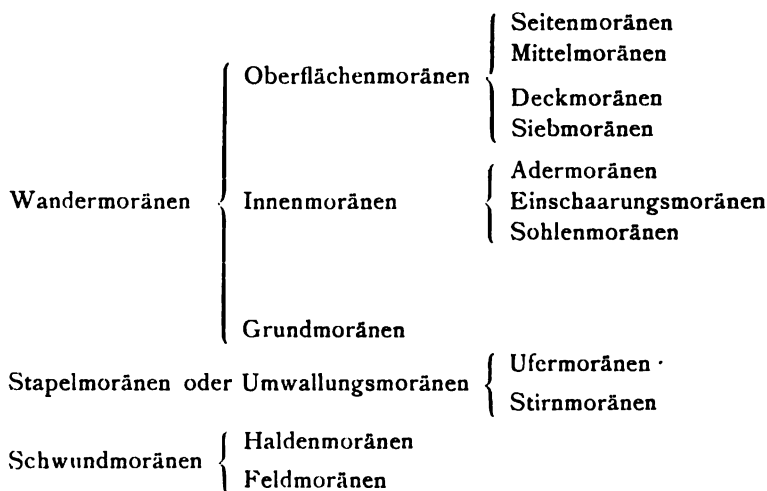 Seitenmoränen
Mittelmoränen
Oberflächenmoränen
Deckmoränen
Siebmoränen
Adermoränen
Wandermoränen Innenmoränen Einschaarungsmoränen
Sohlenmoränen
Grundmoränen
Ufermoränen
Stapelmoränen oder Umwallungsmoränen
Stirnmoränen
Haldenmoränen
Schwundmoränen
Feldmoränen